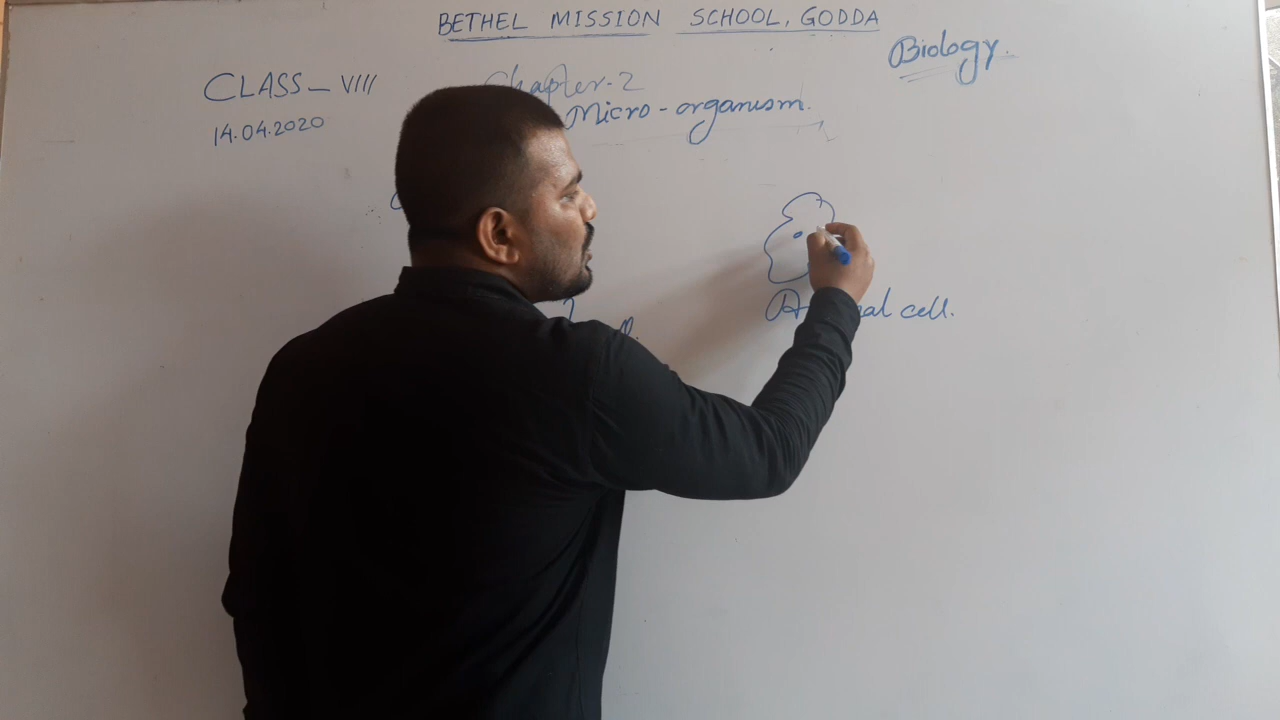 BETHEL MISSION SCHOOL, GODDA
Biology.
CLASS - VIII
Chapter-2
Micro-organism.
14.04.2020
cell.